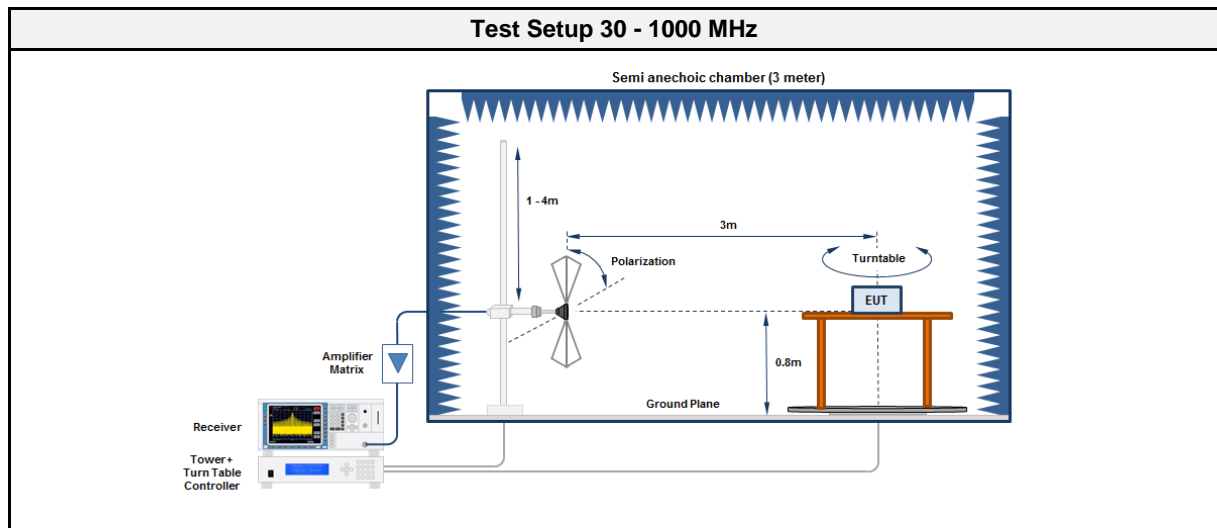 Test Setup 30 - 1000 MHz
Semi anechoic chamber (3 meter)
1 - 4m
3m
Polarization
Turntable
EUT
Amplifier
Matrix
0.8m
Ground Plane
Receiver
Tower+
Turn Table
Controller